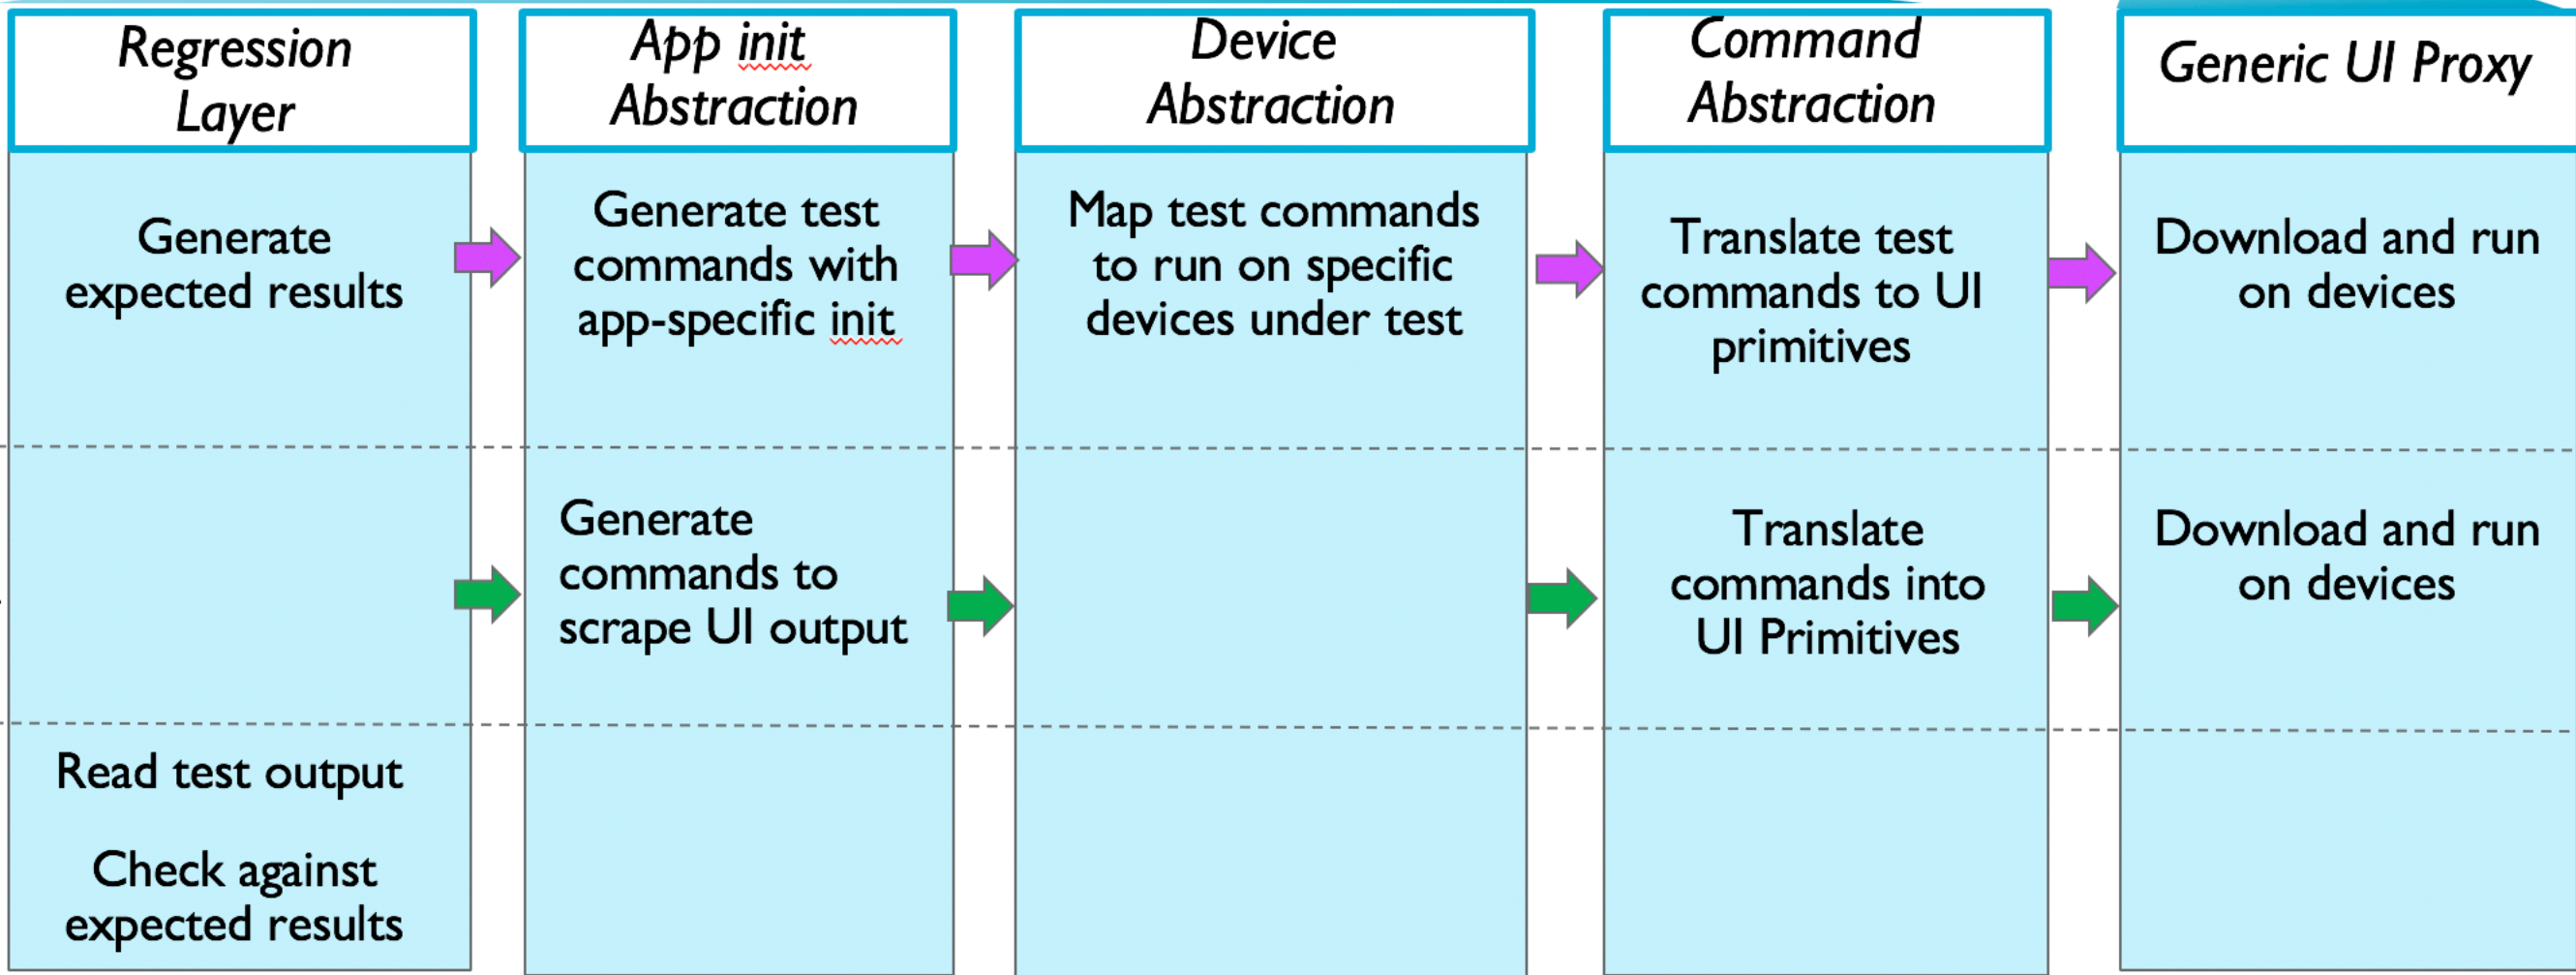 Regression
Layer
App init
Abstraction
Device
Abstraction
Command
Abstraction
Generic UI Proxy
Generate
expected results
Generate test
commands with
app-specific init
Map test commands
to run on specific
devices under test
Translate test
commands to UI
primitives
Download and run
on devices
Generate
commands to
scrape UI output
Translate
commands into
UI Primitives
Download and run
on devices
Read test output
Check against
expected results